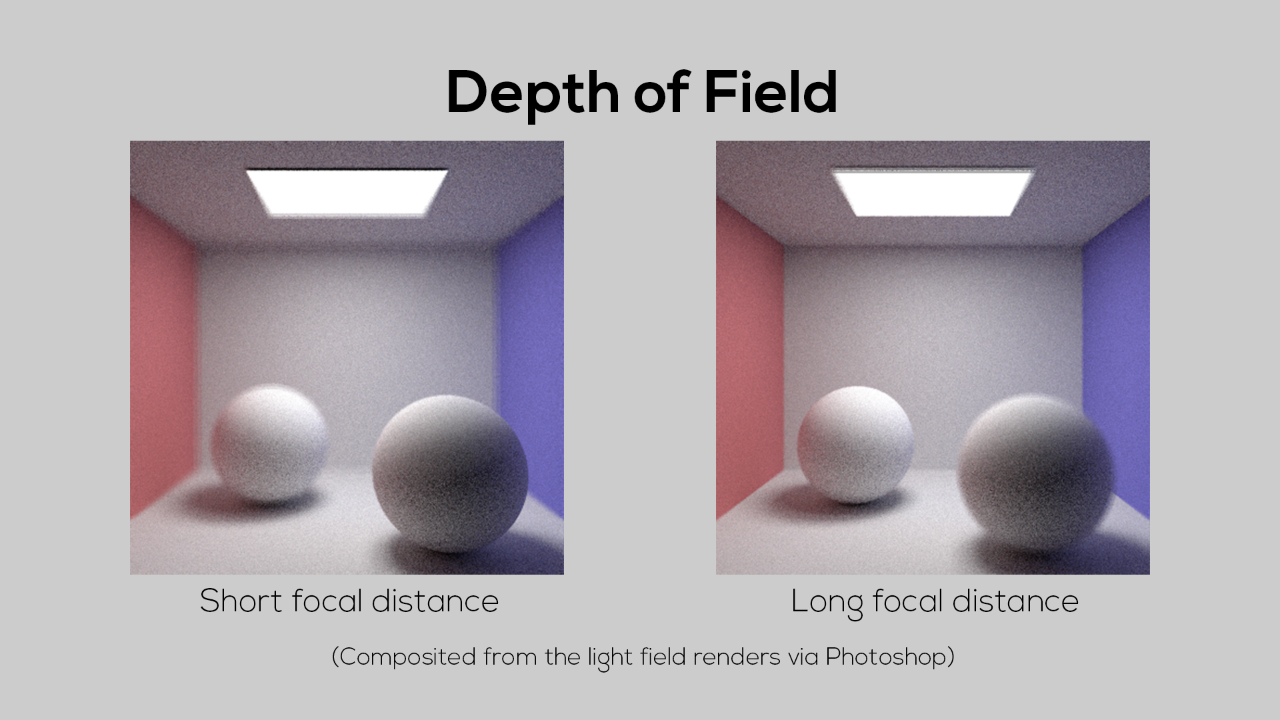 Depth of Field
Short focal distance
Long focal distance
(Composited from the light field renders via Photoshop)